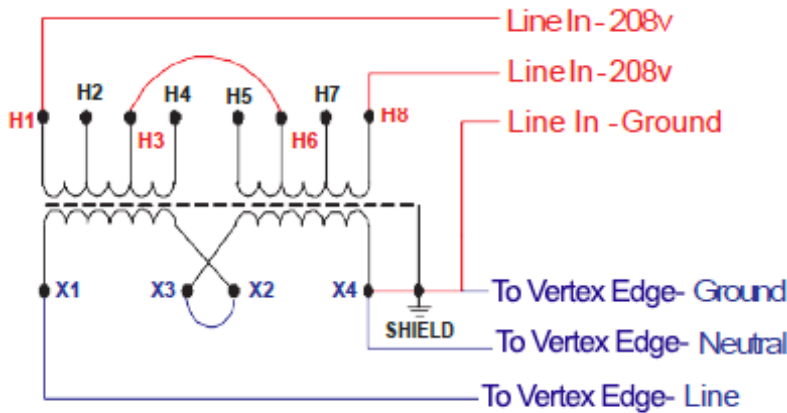 Line In - 208v
Line In - 208v
H2 H4 H5 H7
H1 H3 H6 H8
Line In - Ground
X1 X3 X2 X4
To Vertex Edge- Ground
SHIELD
To Vertex Edge- Neutral
To Vertex Edge- Line